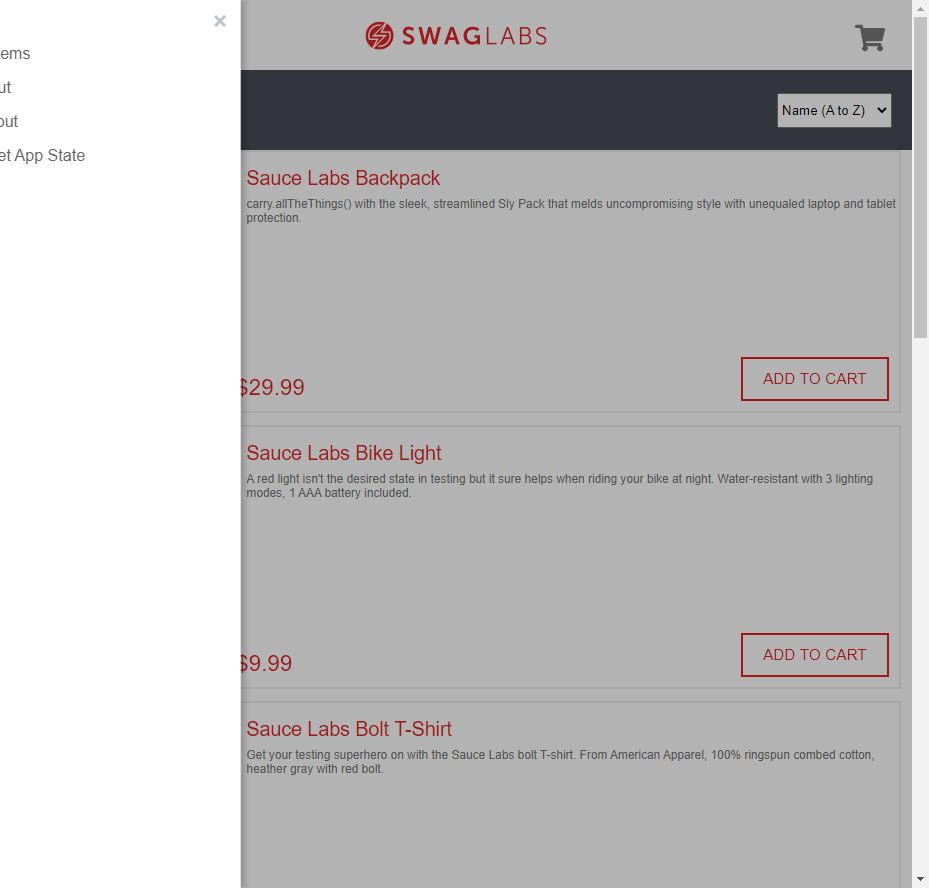 ×
ems
ut
out
et App State
SWAGLABS
Name (A to Z)
Sauce Labs Backpack
carry.allTheThings() with the sleek, streamlined Sly Pack that melds uncompromising style with unequaled laptop and tablet
protection.
$29.99
ADD TO CART
Sauce Labs Bike Light
A red light isn't the desired state in testing but it sure helps when riding your bike at night. Water-resistant with 3 lighting
modes, 1 AAA battery included.
$9.99
ADD TO CART
Sauce Labs Bolt T-Shirt
Get your testing superhero on with the Sauce Labs bolt T-shirt. From American Apparel, 100% ringspun combed cotton,
heather gray with red bolt.